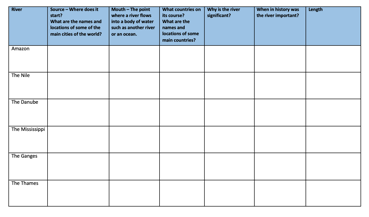 River
Source – Where does it
start?
What are the names and
locations of some of the
main cities of the world?
Mouth – The point
where a river flows
into a body of water
such as another river
or an ocean.
What countries on
its course?
What are the
names and
locations of some
main countries?
Why is the river
significant?
When in history was
the river important?
Length
Amazon
The Nile
The Danube
The Mississippi
The Ganges
The Thames